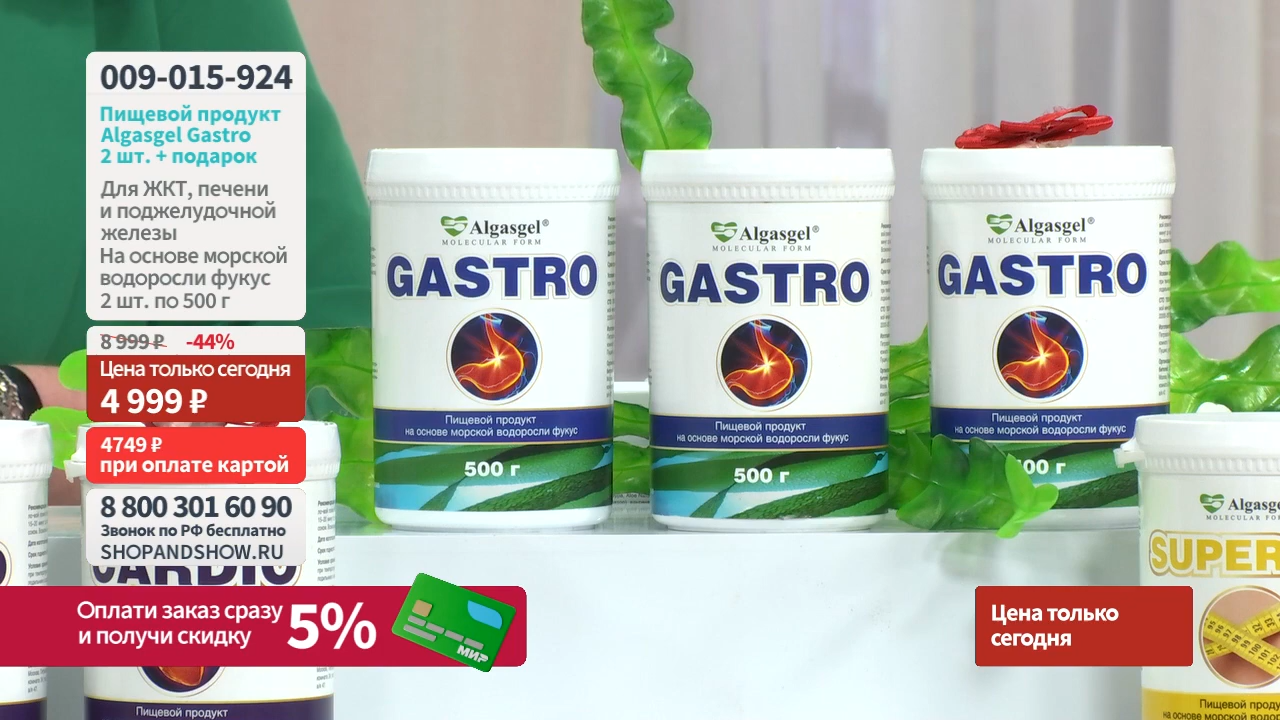 009-015-924
Пищевой продукт
Algasgel Gastro
2 шт. + подарок
Для ЖКТ, печени
и поджелудочной
железы
На основе морской
водоросли фукус
2 шт. по 500 г
8 999 ₽ -44%
Цена только сегодня
4 999 ₽
4749 ₽
при оплате картой
8 800 301 60 90
Звонок по РФ бесплатно
SHOPANDSHOW.RU
Оплати заказ сразу
и получи скидку
5%
МИР
Algasgel®
MOLECULAR FORM
GASTRO
Пищевой продукт
на основе морской водоросли фукус
500 г
Algasgel®
MOLECULAR FORM
GASTRO
Пищевой продукт
на основе морской водоросли фукус
500 г
Algasgel®
MOLECULAR FORM
GASTRO
Пищевой продукт
на основе морской водоросли фукус
00 г
CARDIO
Пищевой продукт
Algasge
MOLECULAR FO
SUPER
Пищевой проду
на основе морской водо
Цена только
сегодня